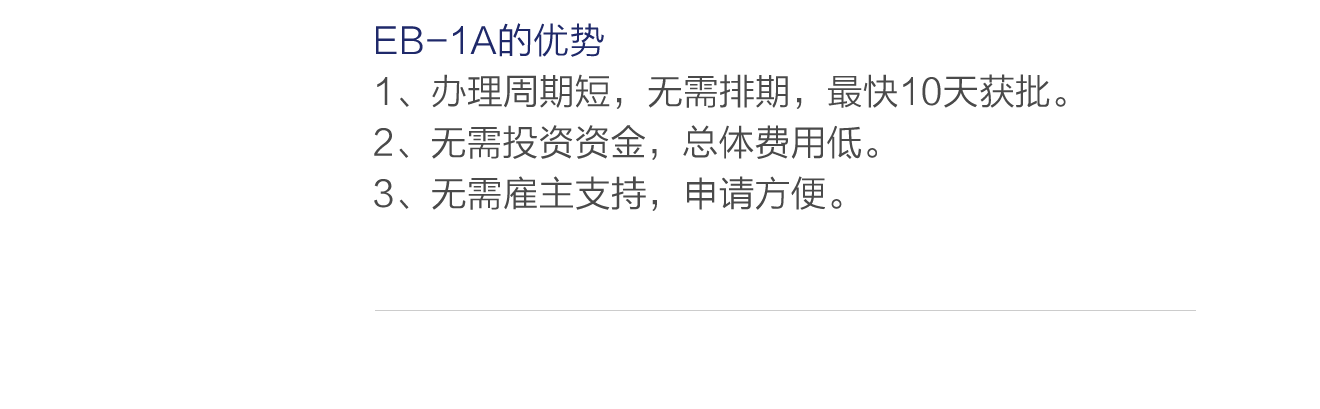 EB-1A的优势
1、办理周期短，无需排期，最快10天获批。
2、无需投资资金，总体费用低。
3、无需雇主支持，申请方便。